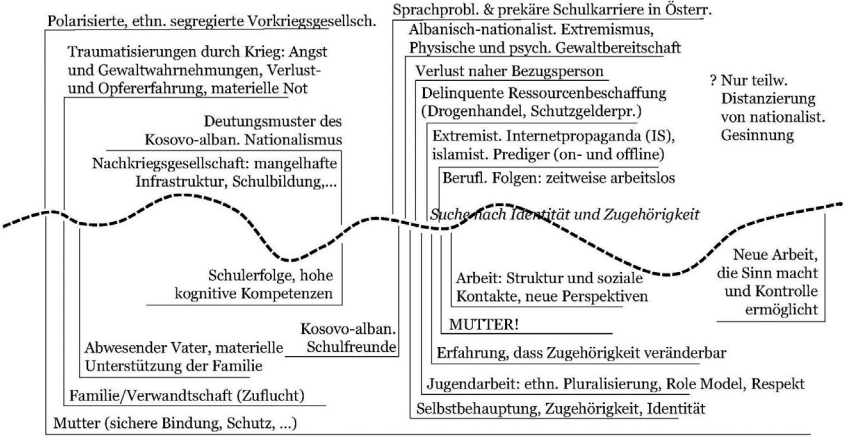 Polarisierte, ethn. segregierte Vorkriegsgesellsch.
Traumatisierungen durch Krieg: Angst
und Gewaltwahrnehmungen, Verlust-
und Opfererfahrung, materielle Not
Deutungsmuster des
Kosovo-alban. Nationalismus
Nachkriegsgesellschaft: mangelhafte
Infrastruktur, Schulbildung,...
Sprachprobl. & prekäre Schulkarriere in Österr.
Albanisch-nationalist. Extremismus,
Physische und psych. Gewaltbereitschaft
Verlust naher Bezugsperson
Delinquente Ressourcenbeschaffung
(Drogenhandel, Schutzgelderpr.)
Extremist. Internetpropaganda (IS),
islamist. Prediger (on- und offline)
Berufl. Folgen: zeitweise arbeitslos
? Nur teilw.
Distanzierung
von nationalist.
Gesinnung
Suche nach Identität und Zugehörigkeit
Schulerfolge, hohe
kognitive Kompetenzen
Kosovo-alban.
Schulfreunde
Abwesender Vater, materielle
Unterstützung der Familie
Familie/Verwandtschaft (Zuflucht)
Mutter (sichere Bindung, Schutz, ...)
Arbeit: Struktur und soziale
Kontakte, neue Perspektiven
MUTTER!
Erfahrung, dass Zugehörigkeit veränderbar
Jugendarbeit: ethn. Pluralisierung, Role Model, Respekt
Selbstbehauptung, Zugehörigkeit, Identität
Neue Arbeit,
die Sinn macht
und Kontrolle
ermöglicht